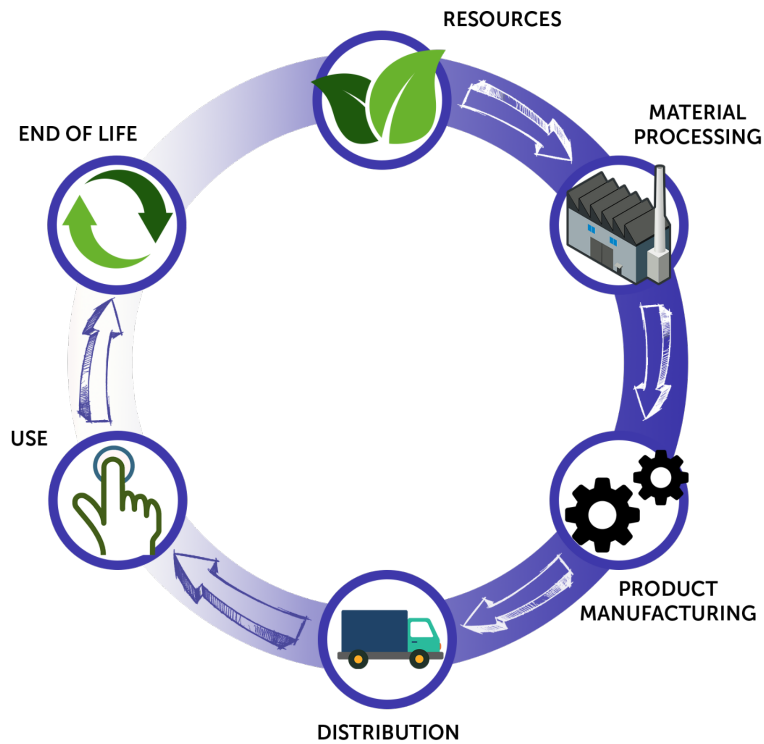 RESOURCES
MATERIAL
PROCESSING
PRODUCT
MANUFACTURING
DISTRIBUTION
USE
END OF LIFE